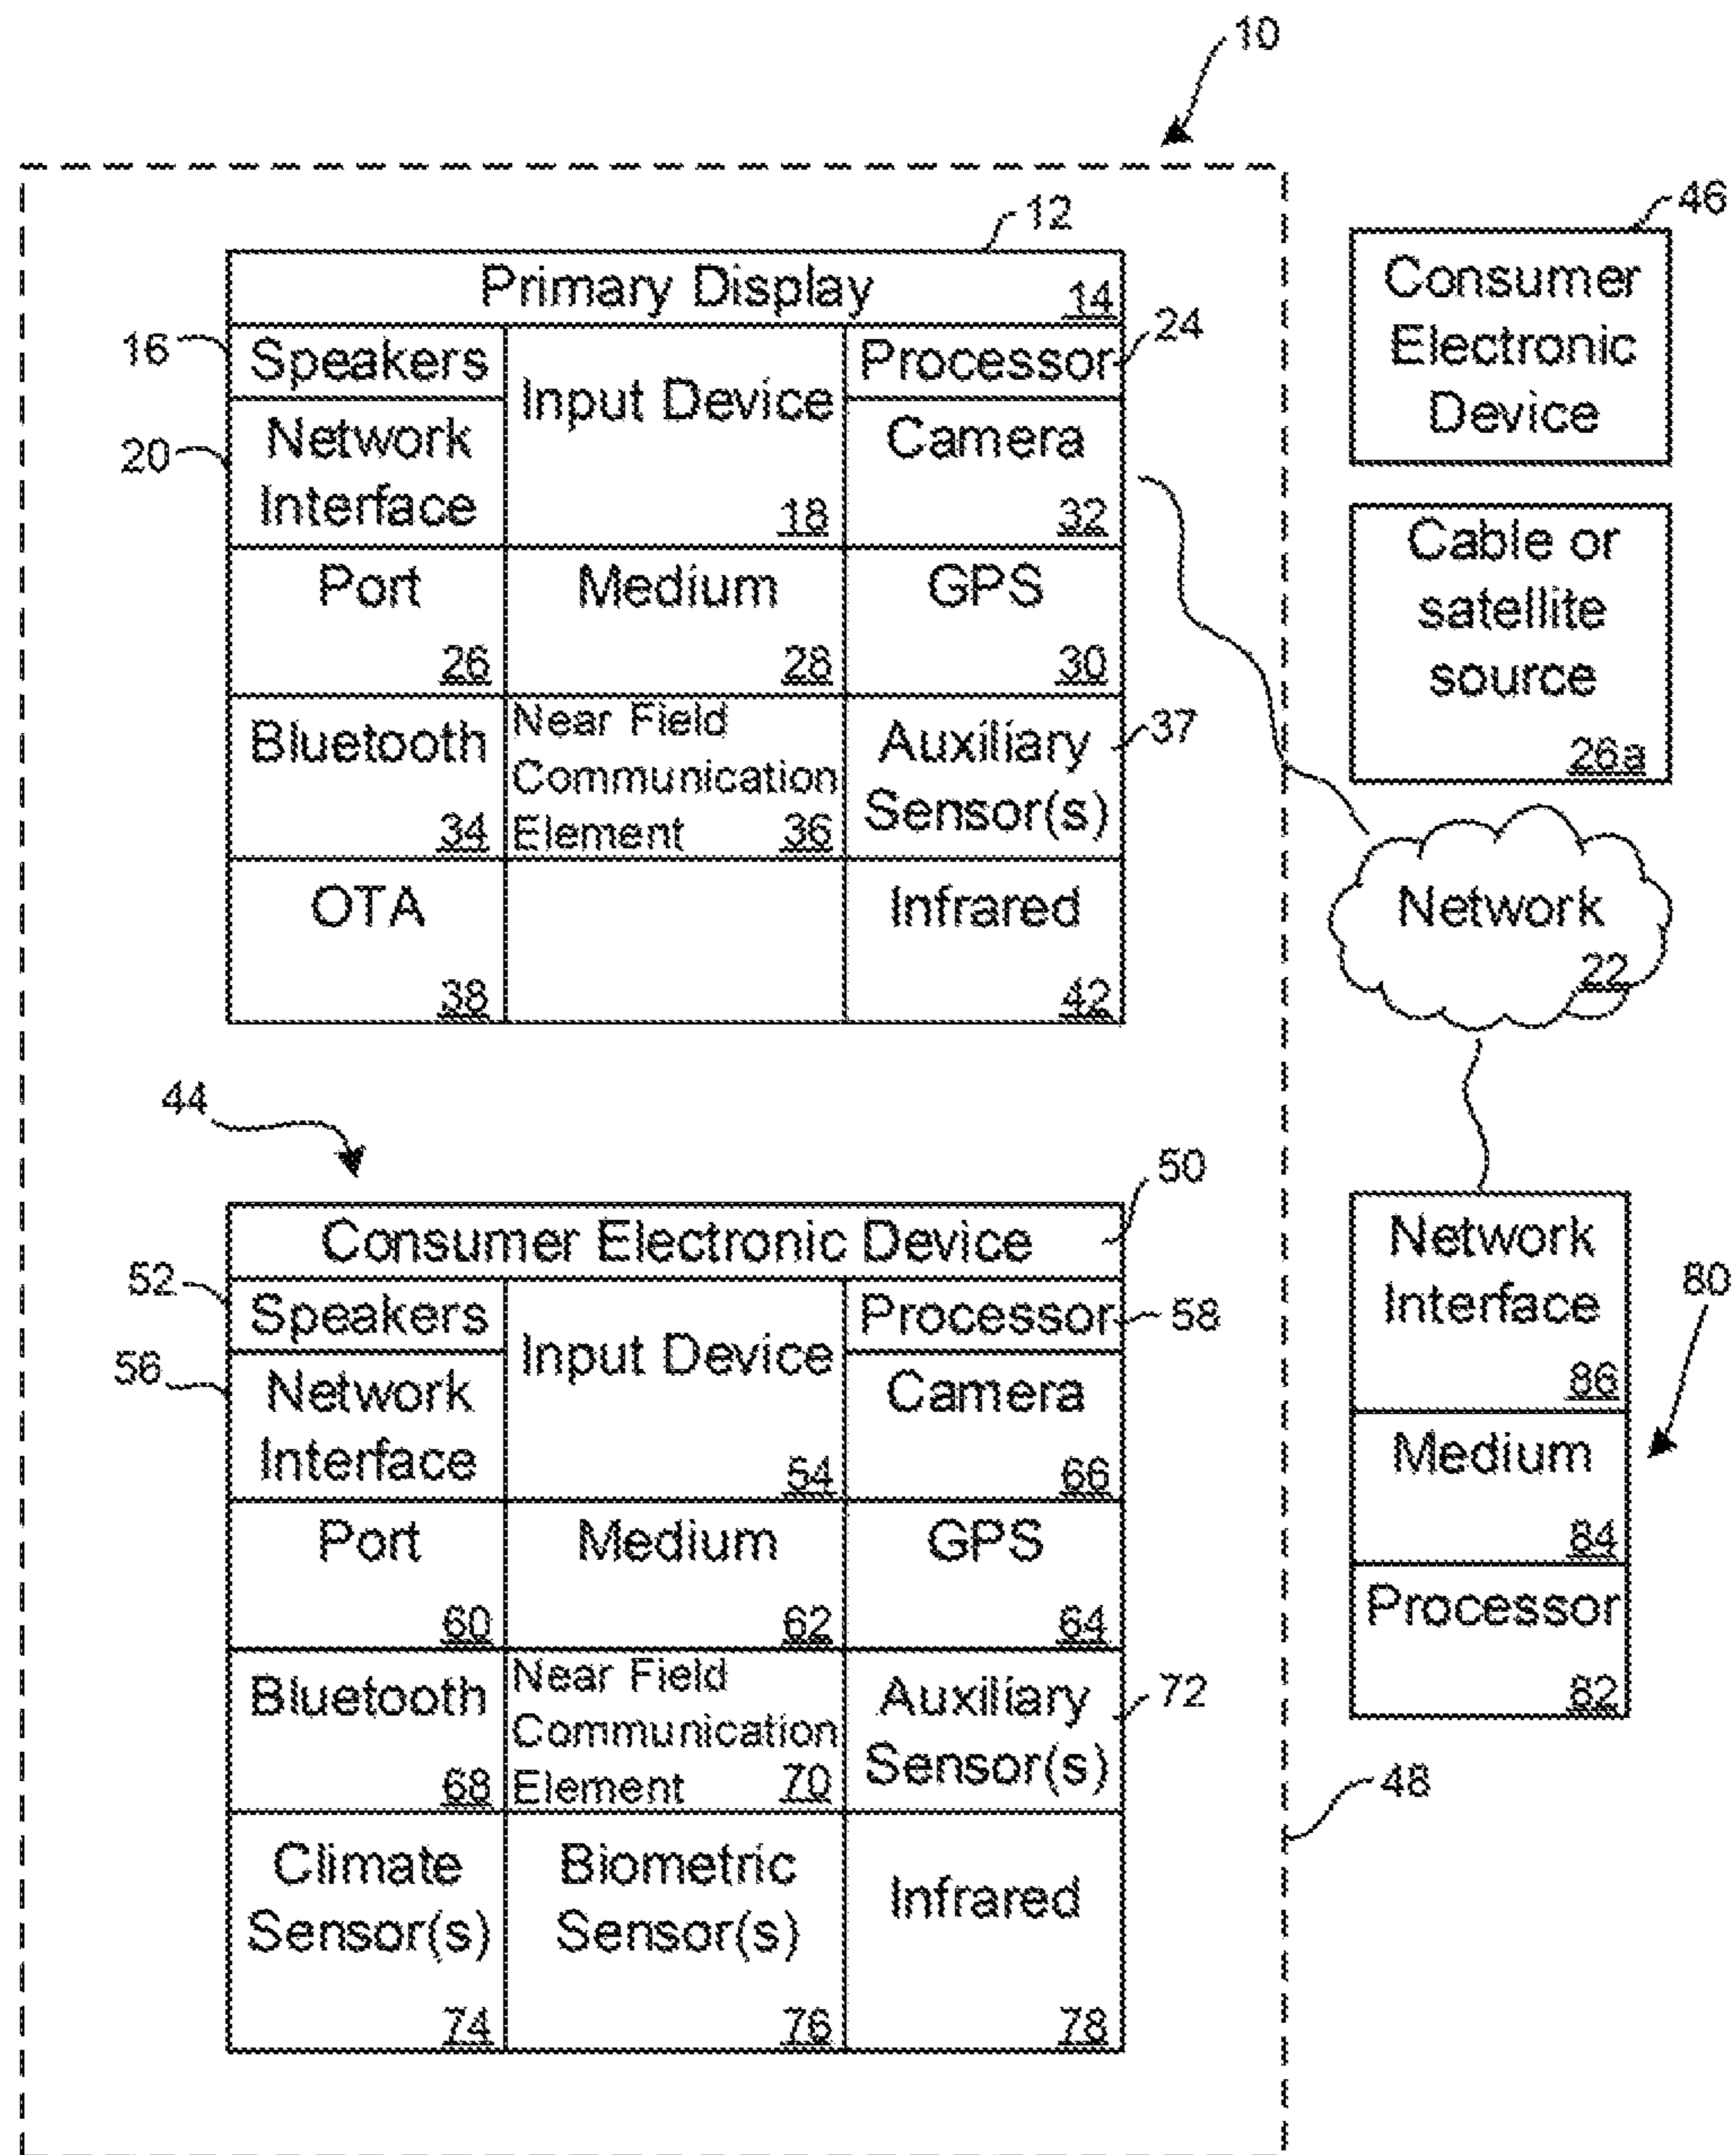 10
12
46
Primary Display
14
Consumer
Electronic
Device
16
Speakers
Input Device
18
Processor
24
20
Network
Interface
Camera
32
Cable or
satellite
source
26a
Port
26
Medium
28
GPS
30
Bluetooth
34
Near Field
Communication
Element
36
Auxiliary
Sensor(s)
37
Network
22
OTA
38
Infrared
42
44
50
Consumer Electronic Device
52
Speakers
Input Device
54
Processor
58
56
Network
Interface
Camera
66
Network
Interface
86
80
Port
60
Medium
62
GPS
64
Medium
84
Processor
82
Bluetooth
68
Near Field
Communication
Element
70
Auxiliary
Sensor(s)
72
48
Climate
Sensor(s)
74
Biometric
Sensor(s)
76
Infrared
78